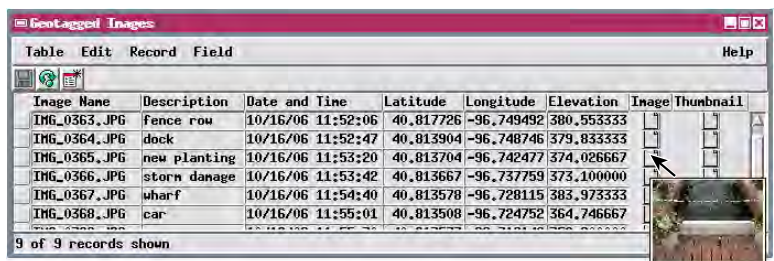 Geotagged Images
Table Edit Record Field Help
Image Name Description Date and Time Latitude Longitude Elevation Image Thumbnail
IMG_0363.JPG fence row 10/16/06 11:52:06 40.817726 -96.749492 380.553333
IMG_0364.JPG dock 10/16/06 11:52:47 40.813904 -96.748746 379.833333
IMG_0365.JPG new planting 10/16/06 11:53:20 40.813704 -96.742477 374.026667
IMG_0366.JPG storm damage 10/16/06 11:53:42 40.813667 -96.737759 373.100000
IMG_0367.JPG wharf 10/16/06 11:54:40 40.813578 -96.728115 383.973333
IMG_0368.JPG car 10/16/06 11:55:01 40.813508 -96.724752 364.746667
9 of 9 records shown